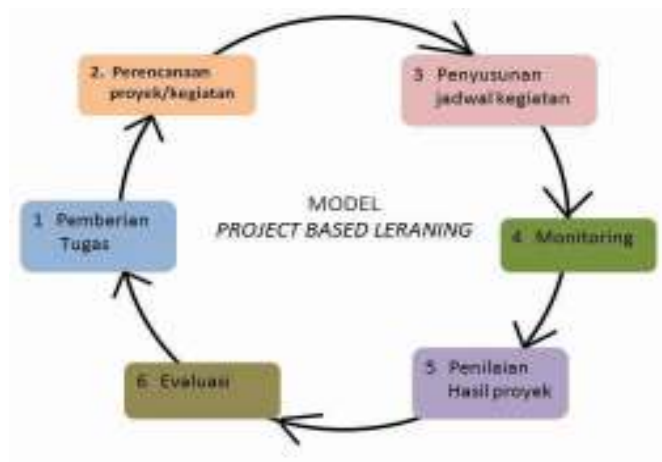 2. Perencanaan
proyek/kegiatan
3 Penyusunan
jadwal kegiatan
1 Pemberian
Tugas
MODEL
PROJECT BASED LERANING
4 Monitoring
5 Penilaian
Hasil proyek
6 Evaluasi